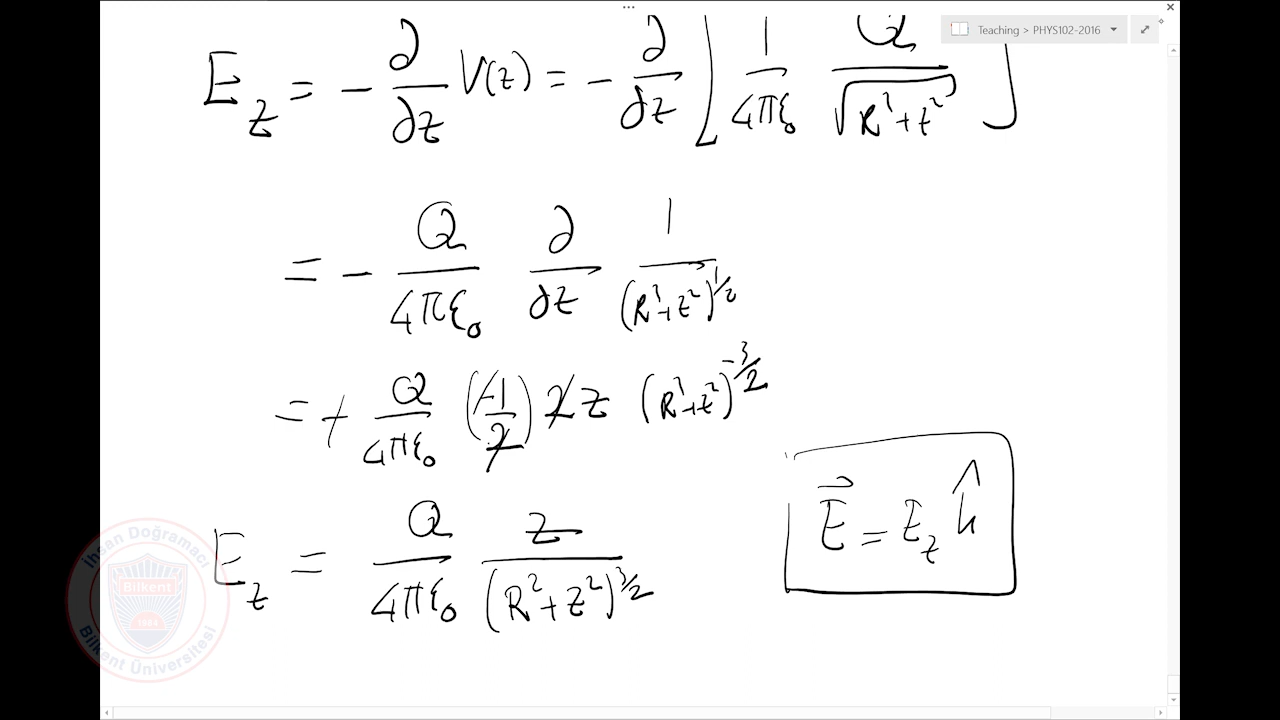 Teaching > PHYS102-2016
E_z = - ∂/∂z V(z) = - ∂/∂z [ 1/4πε₀ Q/√(R²+z²) ]
= - Q/4πε₀ ∂/∂z 1/(R²+z²)^1/2
= + Q/4πε₀ (-1/2) 2z (R²+z²)^-3/2
E_z = Q/4πε₀ z/(R²+z²)^3/2
E⃗ = E_z k̂
İhsan Doğramacı
Bilkent
1984
Bilkent Üniversitesi